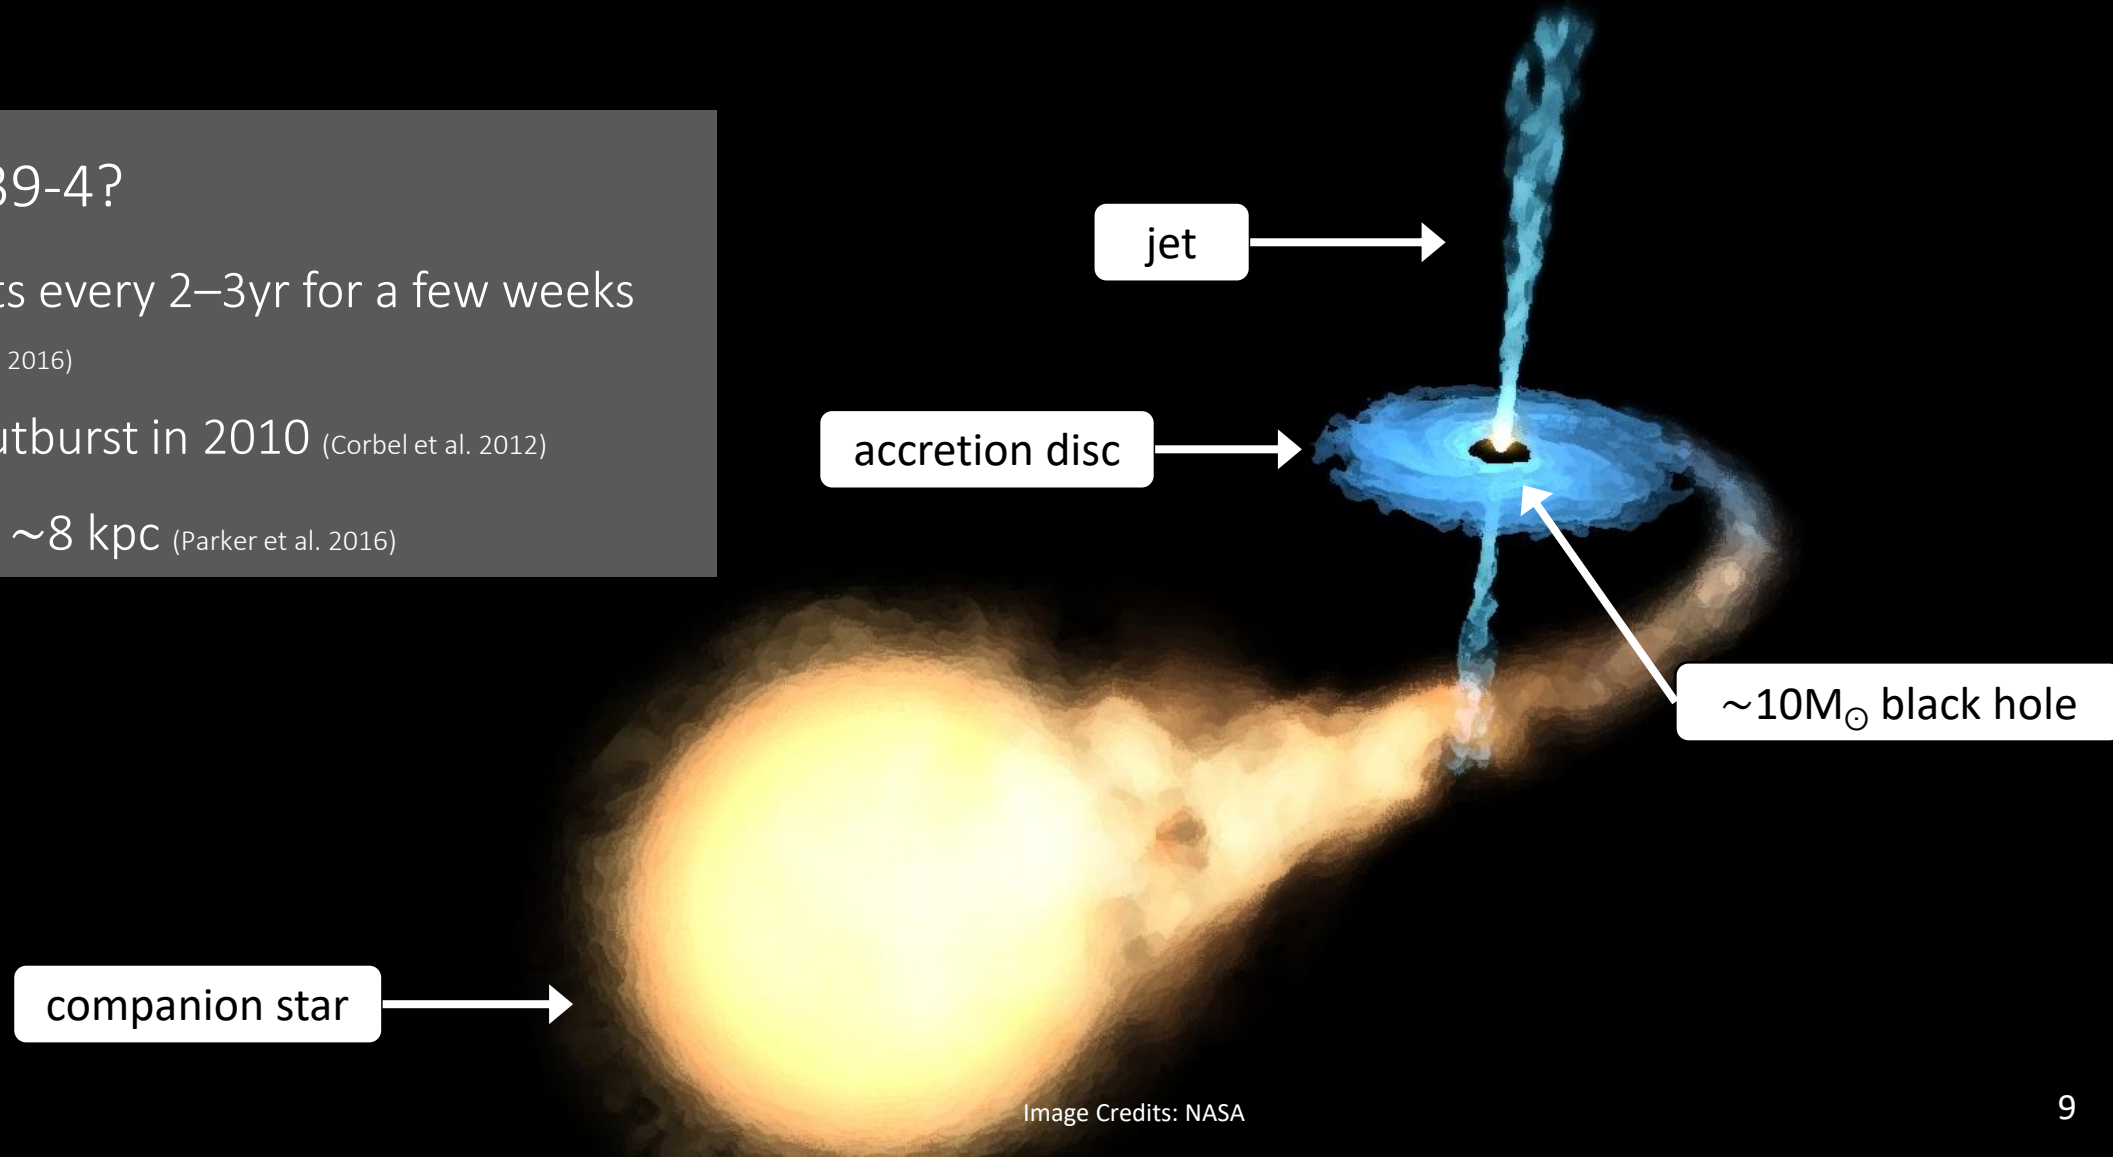 39-4?
ts every 2–3yr for a few weeks
2016)
utburst in 2010 (Corbel et al. 2012)
~8 kpc (Parker et al. 2016)
jet
accretion disc
~10M☉ black hole
companion star
Image Credits: NASA
9